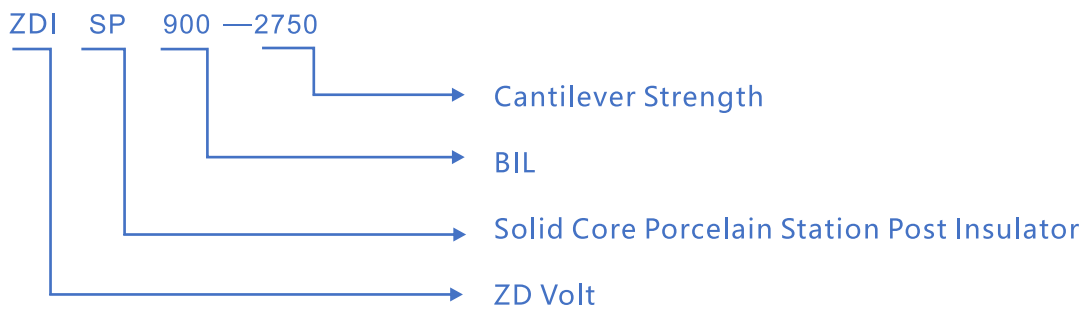 ZDI SP 900 —2750
Cantilever Strength
BIL
Solid Core Porcelain Station Post Insulator
ZD Volt